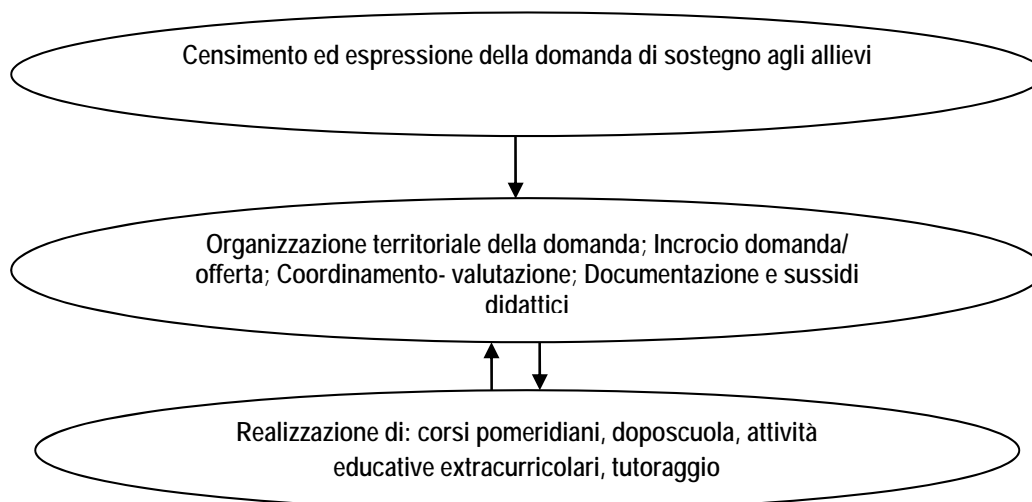 Censimento ed espressione della domanda di sostegno agli allievi
Organizzazione territoriale della domanda; Incrocio domanda/
offerta; Coordinamento- valutazione; Documentazione e sussidi
didattici
Realizzazione di: corsi pomeridiani, doposcuola, attività
educative extracurricolari, tutoraggio